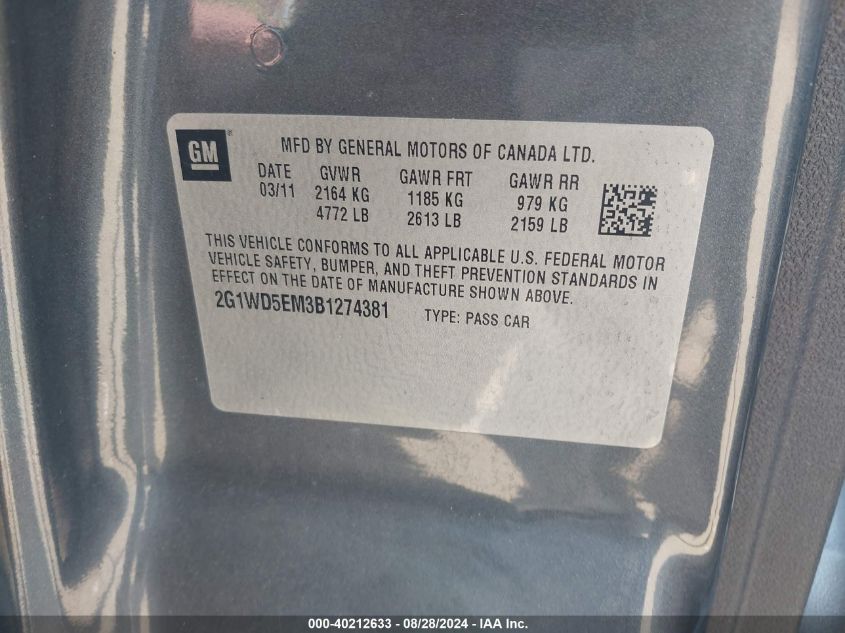 GM
MFD BY GENERAL MOTORS OF CANADA LTD.
DATE GVWR GAWR FRT GAWR RR
03/11 2164 KG 1185 KG 979 KG
4772 LB 2613 LB 2159 LB
THIS VEHICLE CONFORMS TO ALL APPLICABLE U.S. FEDERAL MOTOR
VEHICLE SAFETY, BUMPER, AND THEFT PREVENTION STANDARDS IN
EFFECT ON THE DATE OF MANUFACTURE SHOWN ABOVE.
2G1WD5EM3B1274381 TYPE: PASS CAR
000-40212633 - 08/28/2024 - IAA Inc.